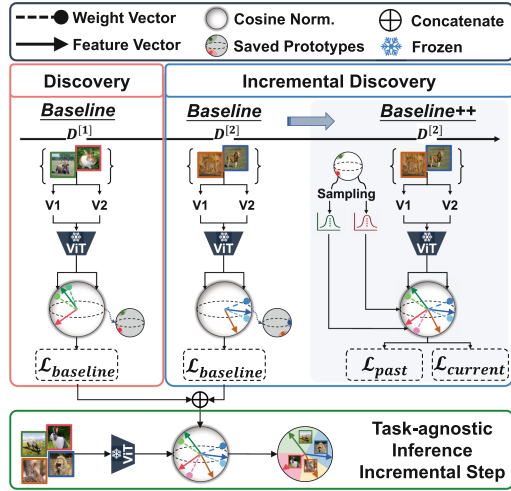 Weight Vector
Cosine Norm.
Concatenate
Feature Vector
Saved Prototypes
Frozen
Discovery
Incremental Discovery
Baseline
Baseline
Baseline++
D[1]
D[2]
D[2]
Sampling
V1
V2
V1
V2
V1
V2
ViT
ViT
ViT
ℒbaseline
ℒbaseline
ℒpast
ℒcurrent
ViT
Task-agnostic
Inference
Incremental Step